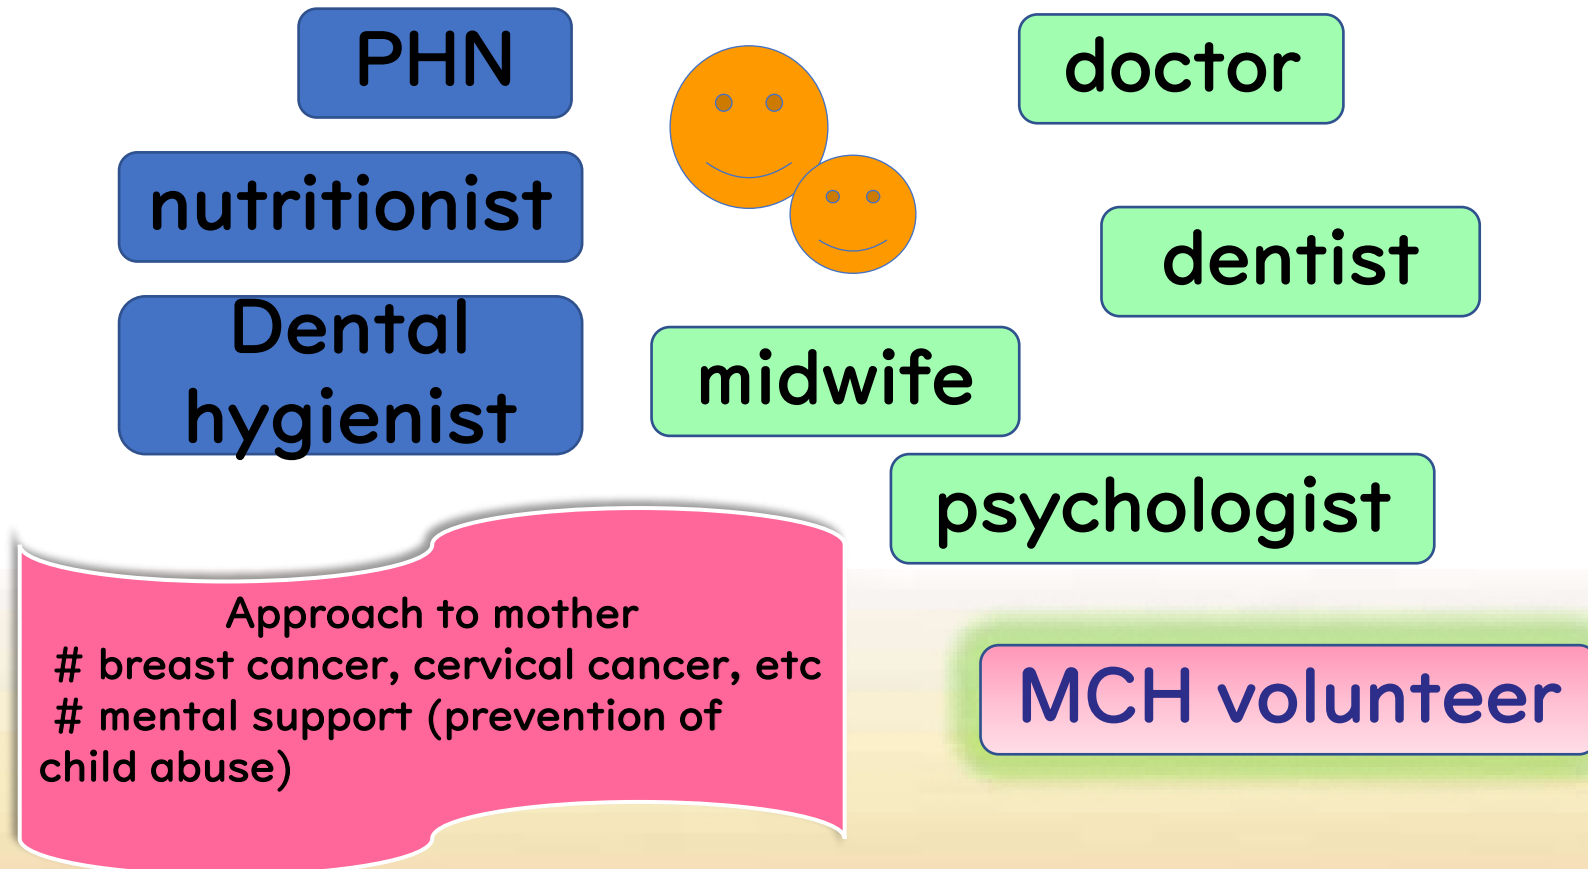 PHN
doctor
nutritionist
dentist
Dental
hygienist
midwife
psychologist
Approach to mother
# breast cancer, cervical cancer, etc
# mental support (prevention of
child abuse)
MCH volunteer